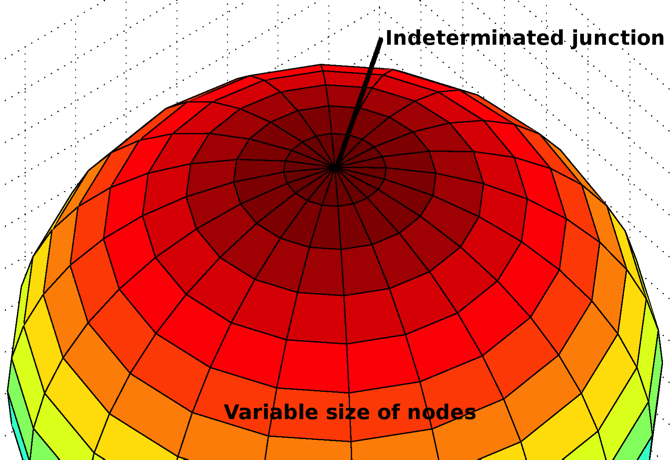 Indeterminated junction
Variable size of nodes